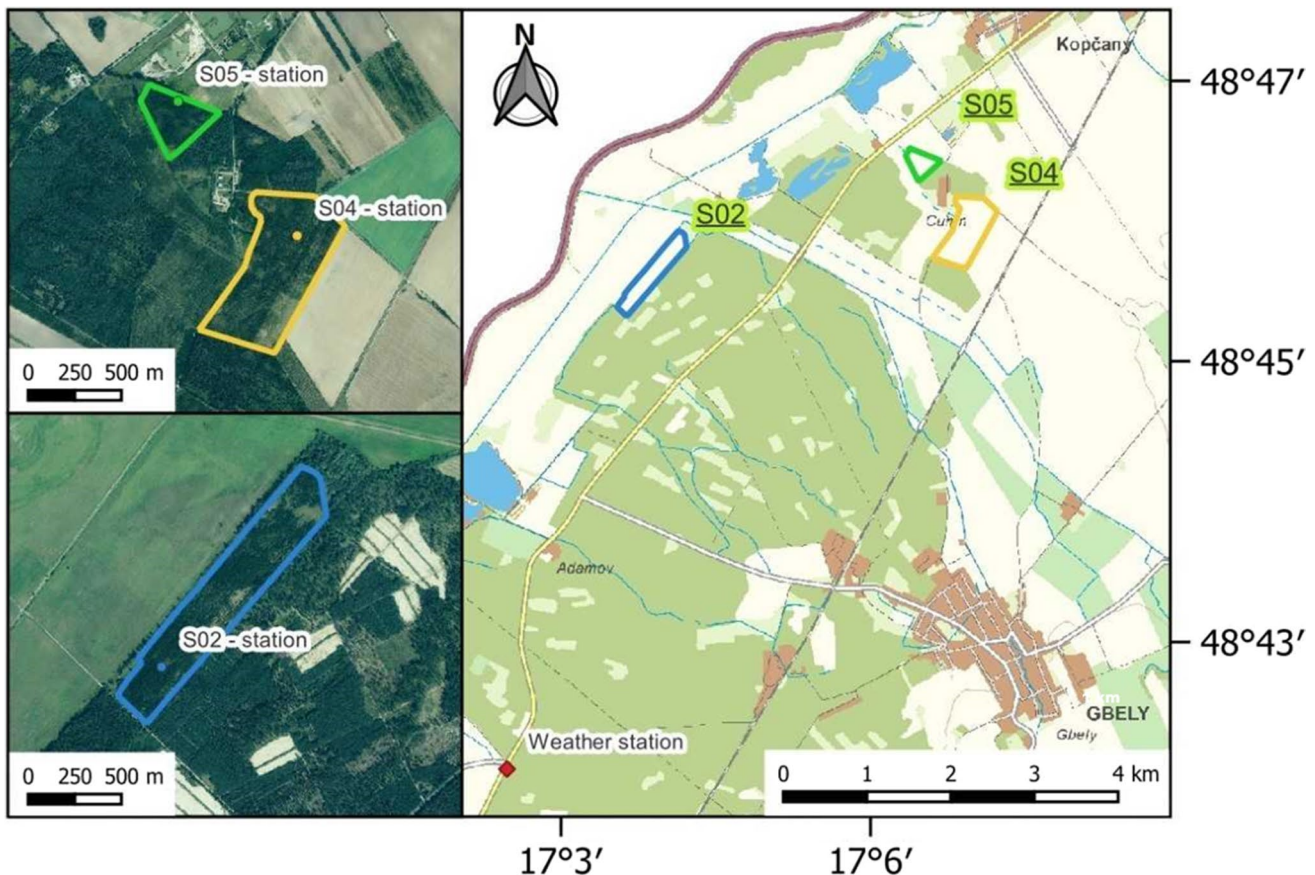 S05 - station
S04 - station
0 250 500 m
S02 - station
0 250 500 m
N
Kopčany
S05
S04
S02
Adamov
GBELY
Gbely
Weather station
0 1 2 3 4 km
48°47′
48°45′
48°43′
17°3′
17°6′